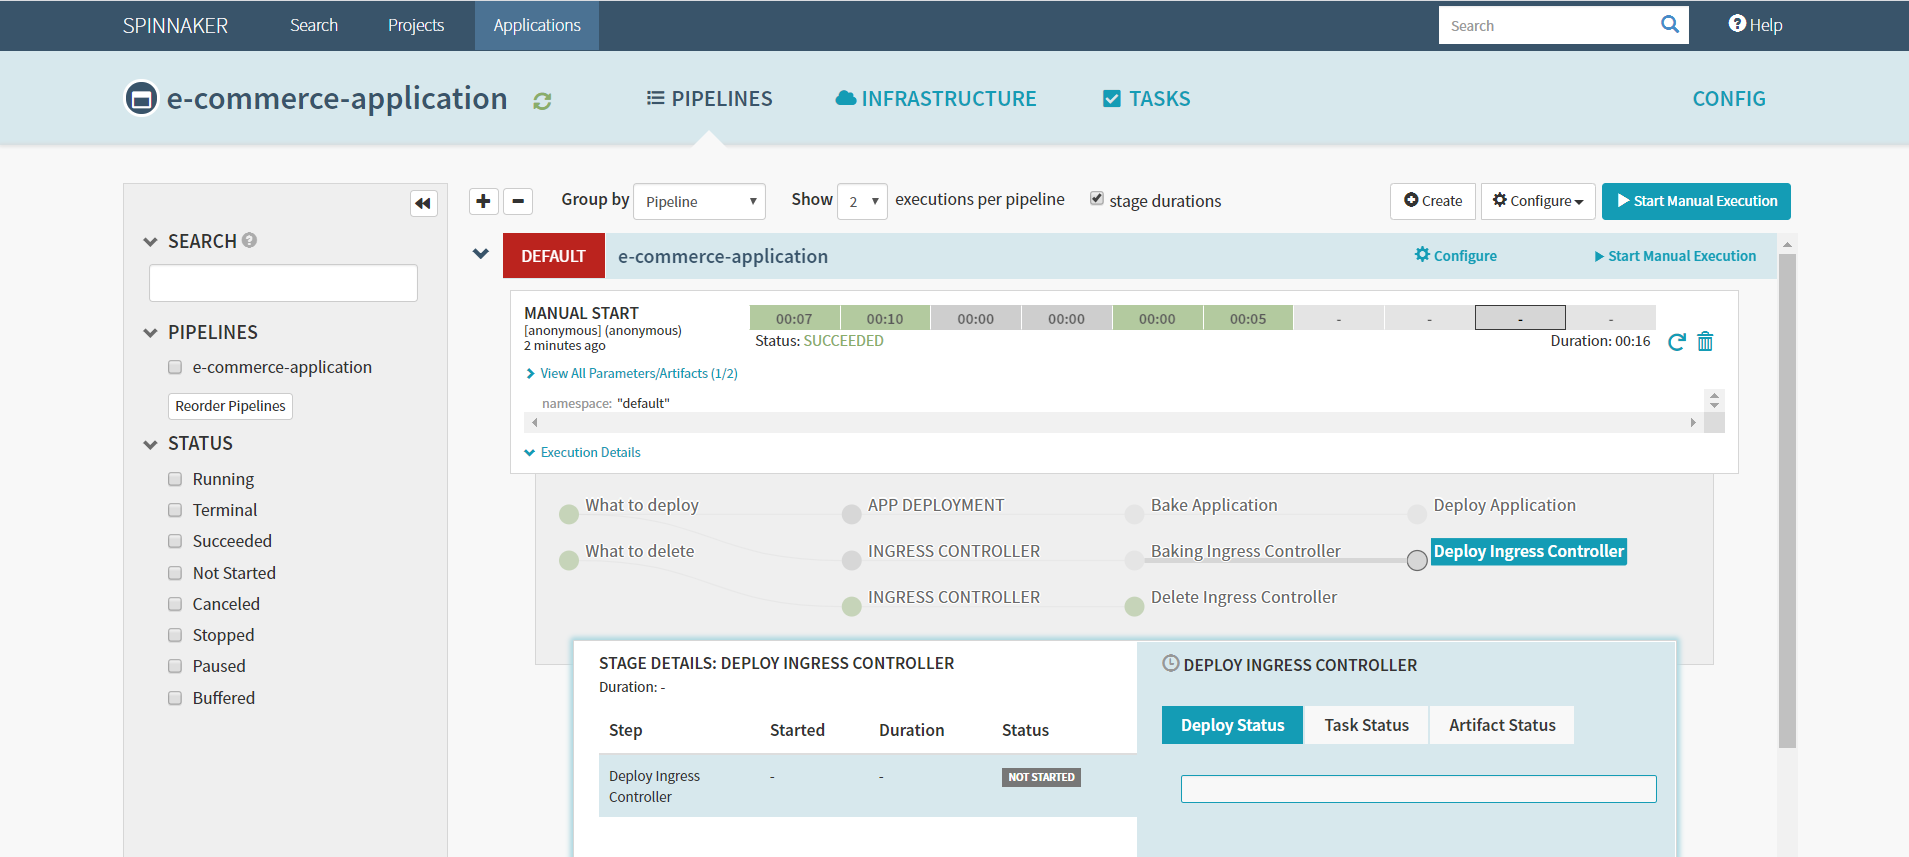 SPINNAKER Search Projects Applications Search Help
e-commerce-application PIPELINES INFRASTRUCTURE TASKS CONFIG
Group by Pipeline Show 2 executions per pipeline stage durations Create Configure Start Manual Execution
SEARCH
PIPELINES
e-commerce-application
Reorder Pipelines
STATUS
Running
Terminal
Succeeded
Not Started
Canceled
Stopped
Paused
Buffered
DEFAULT e-commerce-application Configure Start Manual Execution
MANUAL START 00:07 00:10 00:00 00:00 00:00 00:05 - - - -
[anonymous] (anonymous)
2 minutes ago
Status: SUCCEEDED Duration: 00:16
View All Parameters/Artifacts (1/2)
namespace: "default"
Execution Details
What to deploy APP DEPLOYMENT Bake Application Deploy Application
What to delete INGRESS CONTROLLER Baking Ingress Controller Deploy Ingress Controller
INGRESS CONTROLLER Delete Ingress Controller
STAGE DETAILS: DEPLOY INGRESS CONTROLLER
Duration: -
Step Started Duration Status
Deploy Ingress - - NOT STARTED
Controller
DEPLOY INGRESS CONTROLLER
Deploy Status Task Status Artifact Status